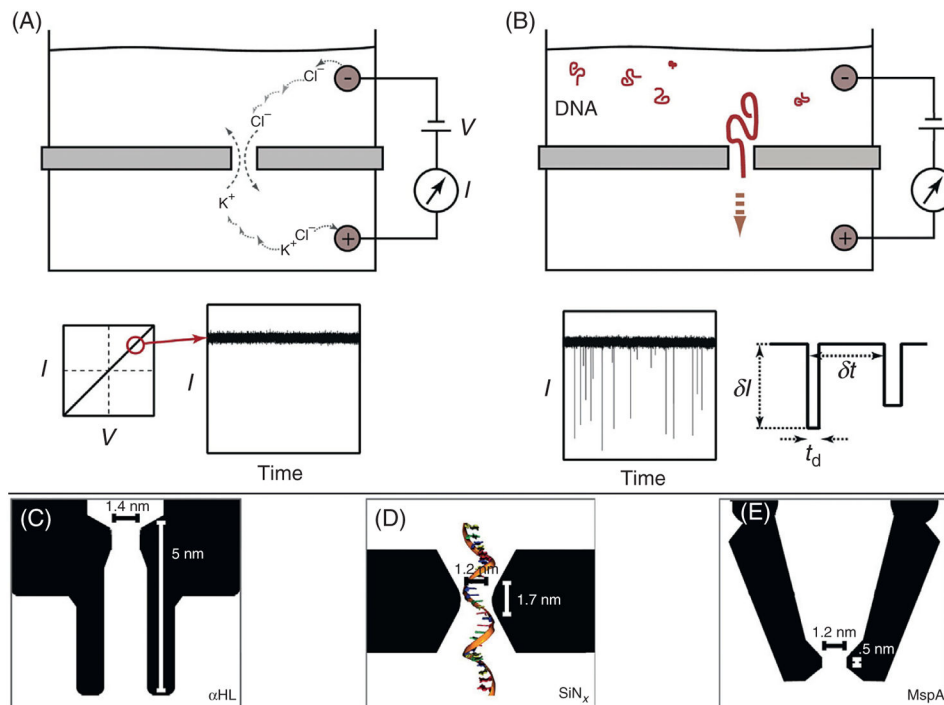 (A)
Cl⁻
Cl⁻
K⁺
K⁺
Cl⁻
-
+
V
I
I
V
I
Time
(B)
DNA
-
+
I
Time
δI
δt
t_d
(C)
1.4 nm
5 nm
αHL
(D)
1.2 nm
1.7 nm
SiNₓ
(E)
1.2 nm
.5 nm
MspA